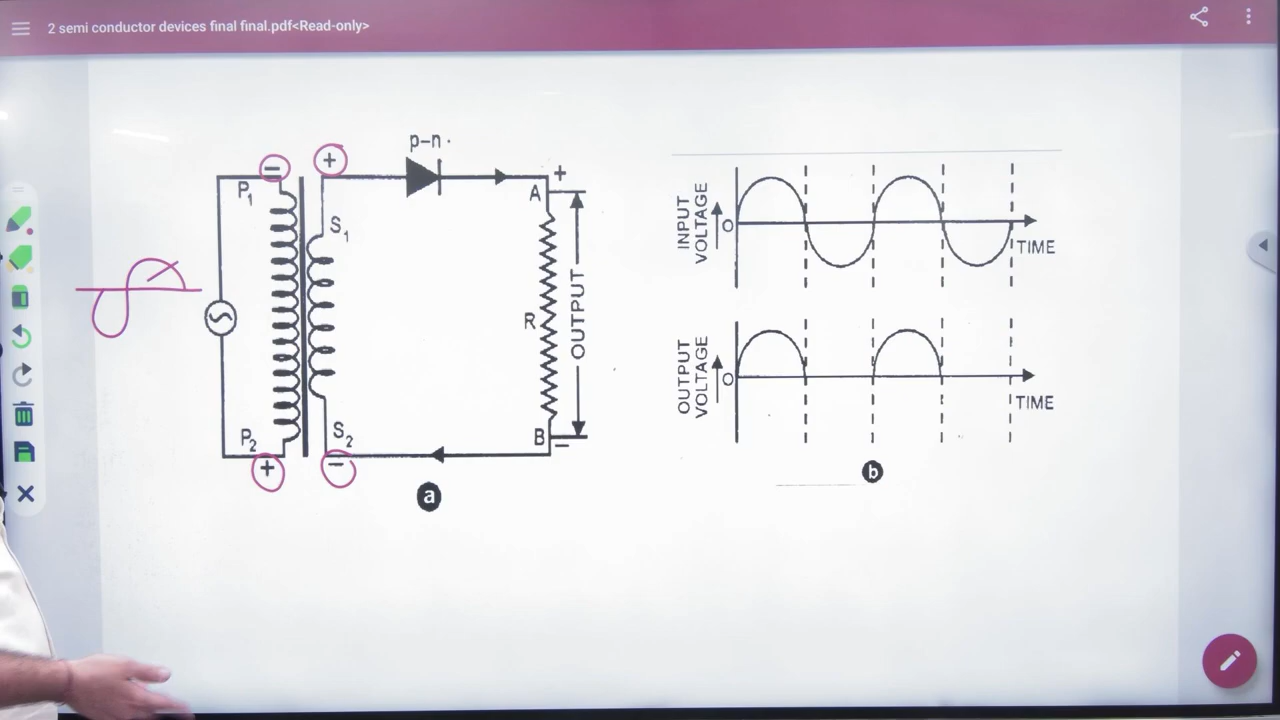 2 semi conductor devices final final.pdf<Read-only>
p-n
− + +
P1 A
S1
R OUTPUT
P2 S2 B
+ − −
a
INPUT VOLTAGE
O
TIME
OUTPUT VOLTAGE
O
TIME
b